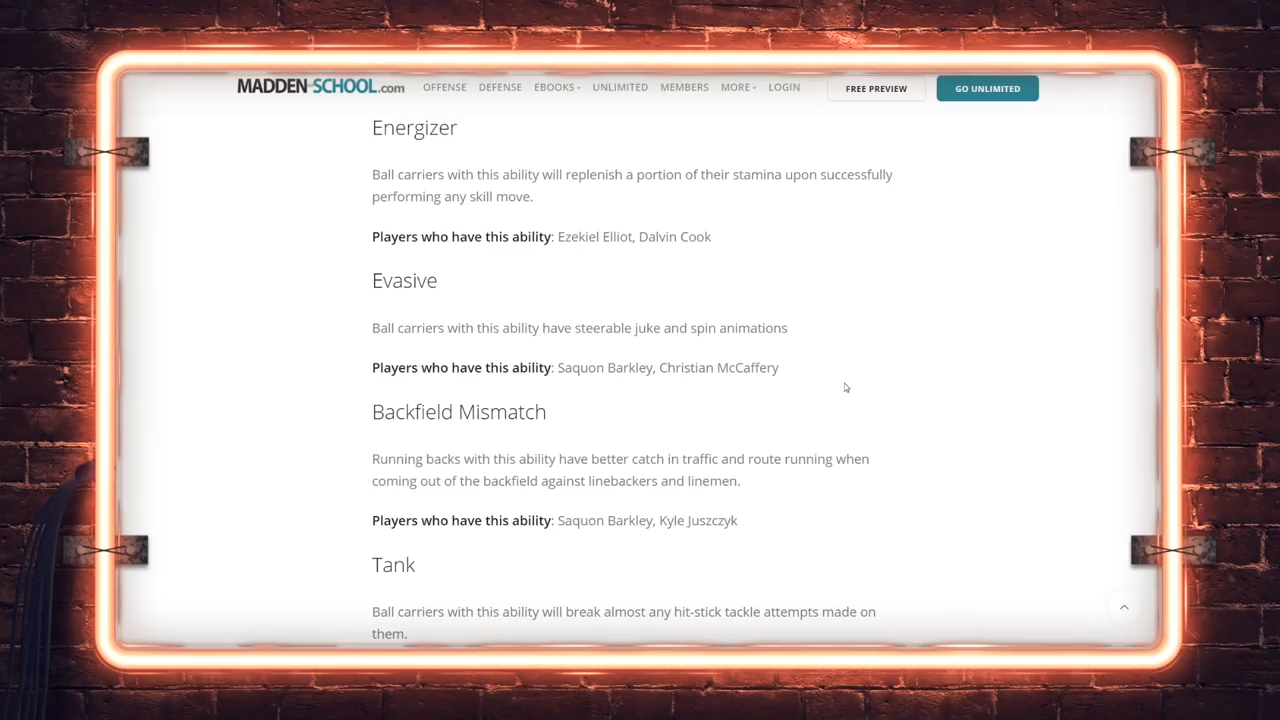 MADDEN-SCHOOL.com OFFENSE DEFENSE EBOOKS UNLIMITED MEMBERS MORE LOGIN FREE PREVIEW GO UNLIMITED
Energizer
Ball carriers with this ability will replenish a portion of their stamina upon successfully
performing any skill move.
Players who have this ability: Ezekiel Elliot, Dalvin Cook
Evasive
Ball carriers with this ability have steerable juke and spin animations
Players who have this ability: Saquon Barkley, Christian McCaffery
Backfield Mismatch
Running backs with this ability have better catch in traffic and route running when
coming out of the backfield against linebackers and linemen.
Players who have this ability: Saquon Barkley, Kyle Juszczyk
Tank
Ball carriers with this ability will break almost any hit-stick tackle attempts made on
them.